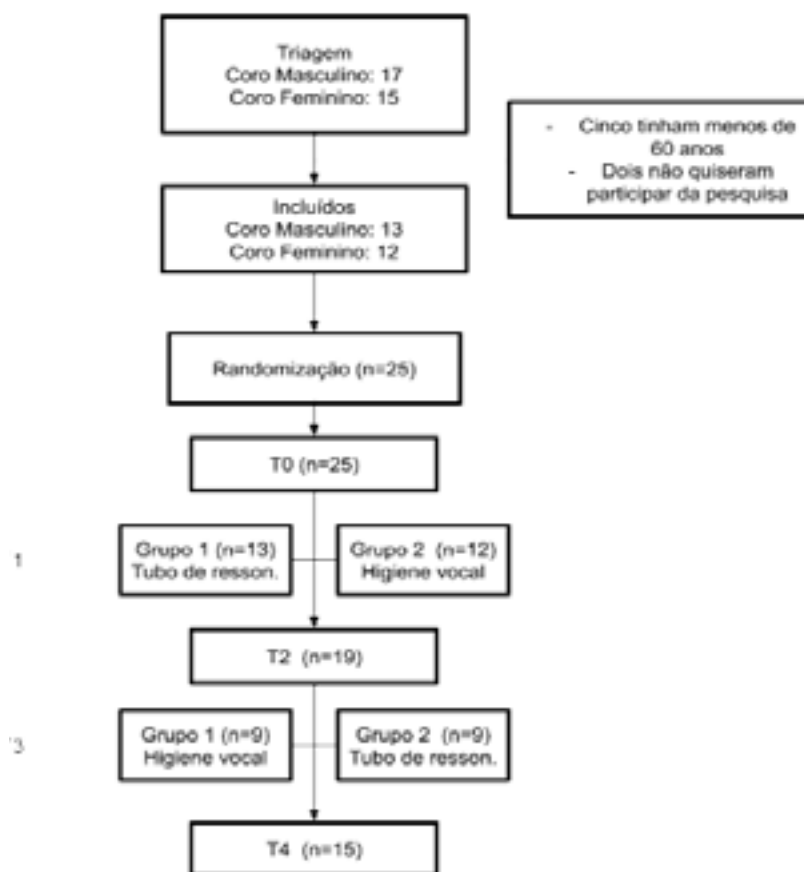 Triagem
Coro Masculino: 17
Coro Feminino: 15
- Cinco tinham menos de
60 anos
- Dois não quiseram
participar da pesquisa
Incluídos
Coro Masculino: 13
Coro Feminino: 12
Randomização (n=25)
T0 (n=25)
1
Grupo 1 (n=13)
Tubo de resson.
Grupo 2 (n=12)
Higiene vocal
T2 (n=19)
3
Grupo 1 (n=9)
Higiene vocal
Grupo 2 (n=9)
Tubo de resson.
T4 (n=15)